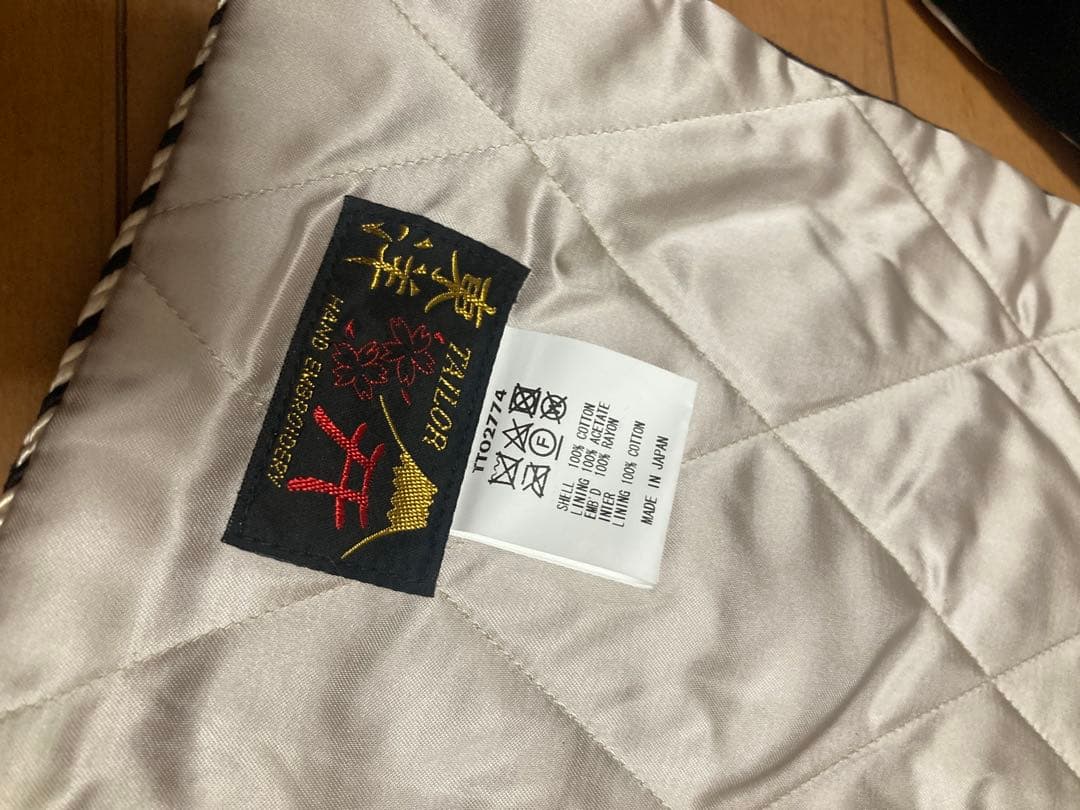 東洋
TAILOR
HAND EMBROIDERY
TT02774
F
SHELL 100% COTTON
LINING 100% ACETATE
EMB'D 100% RAYON
INTER
LINING 100% COTTON
MADE IN JAPAN